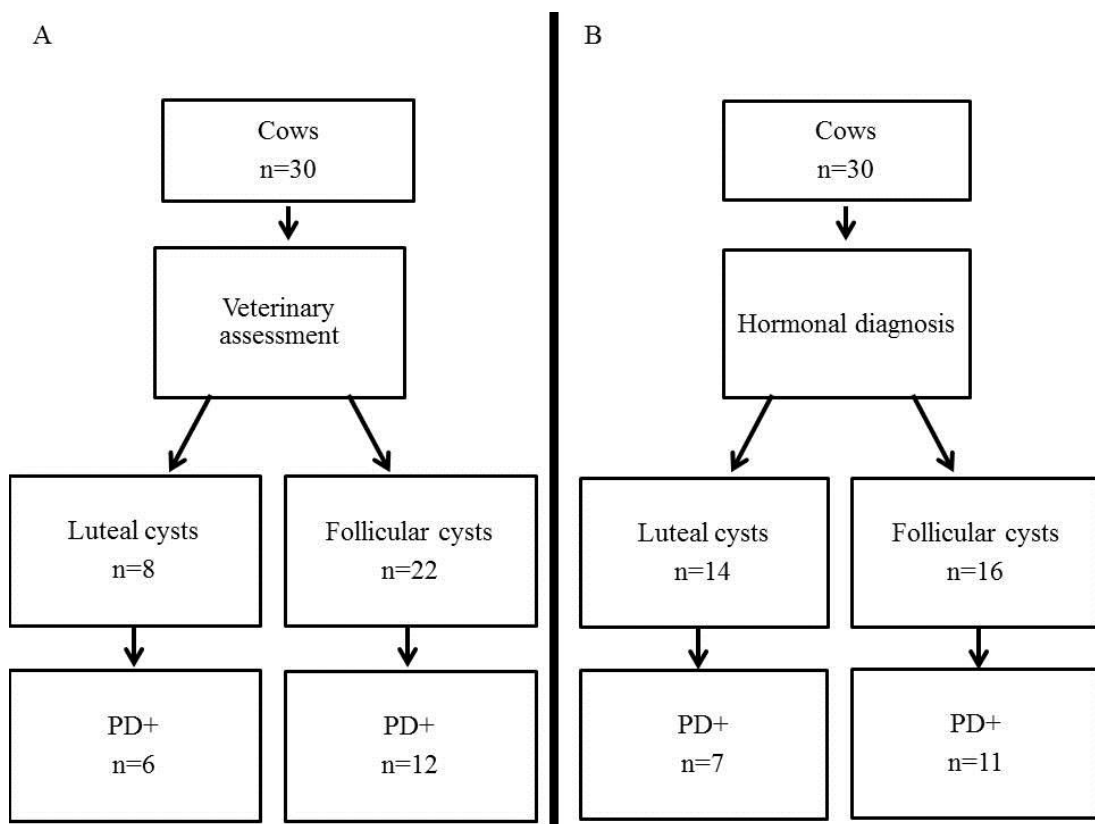 A
Cows
n=30
Veterinary
assessment
Luteal cysts
n=8
Follicular cysts
n=22
PD+
n=6
PD+
n=12
B
Cows
n=30
Hormonal diagnosis
Luteal cysts
n=14
Follicular cysts
n=16
PD+
n=7
PD+
n=11